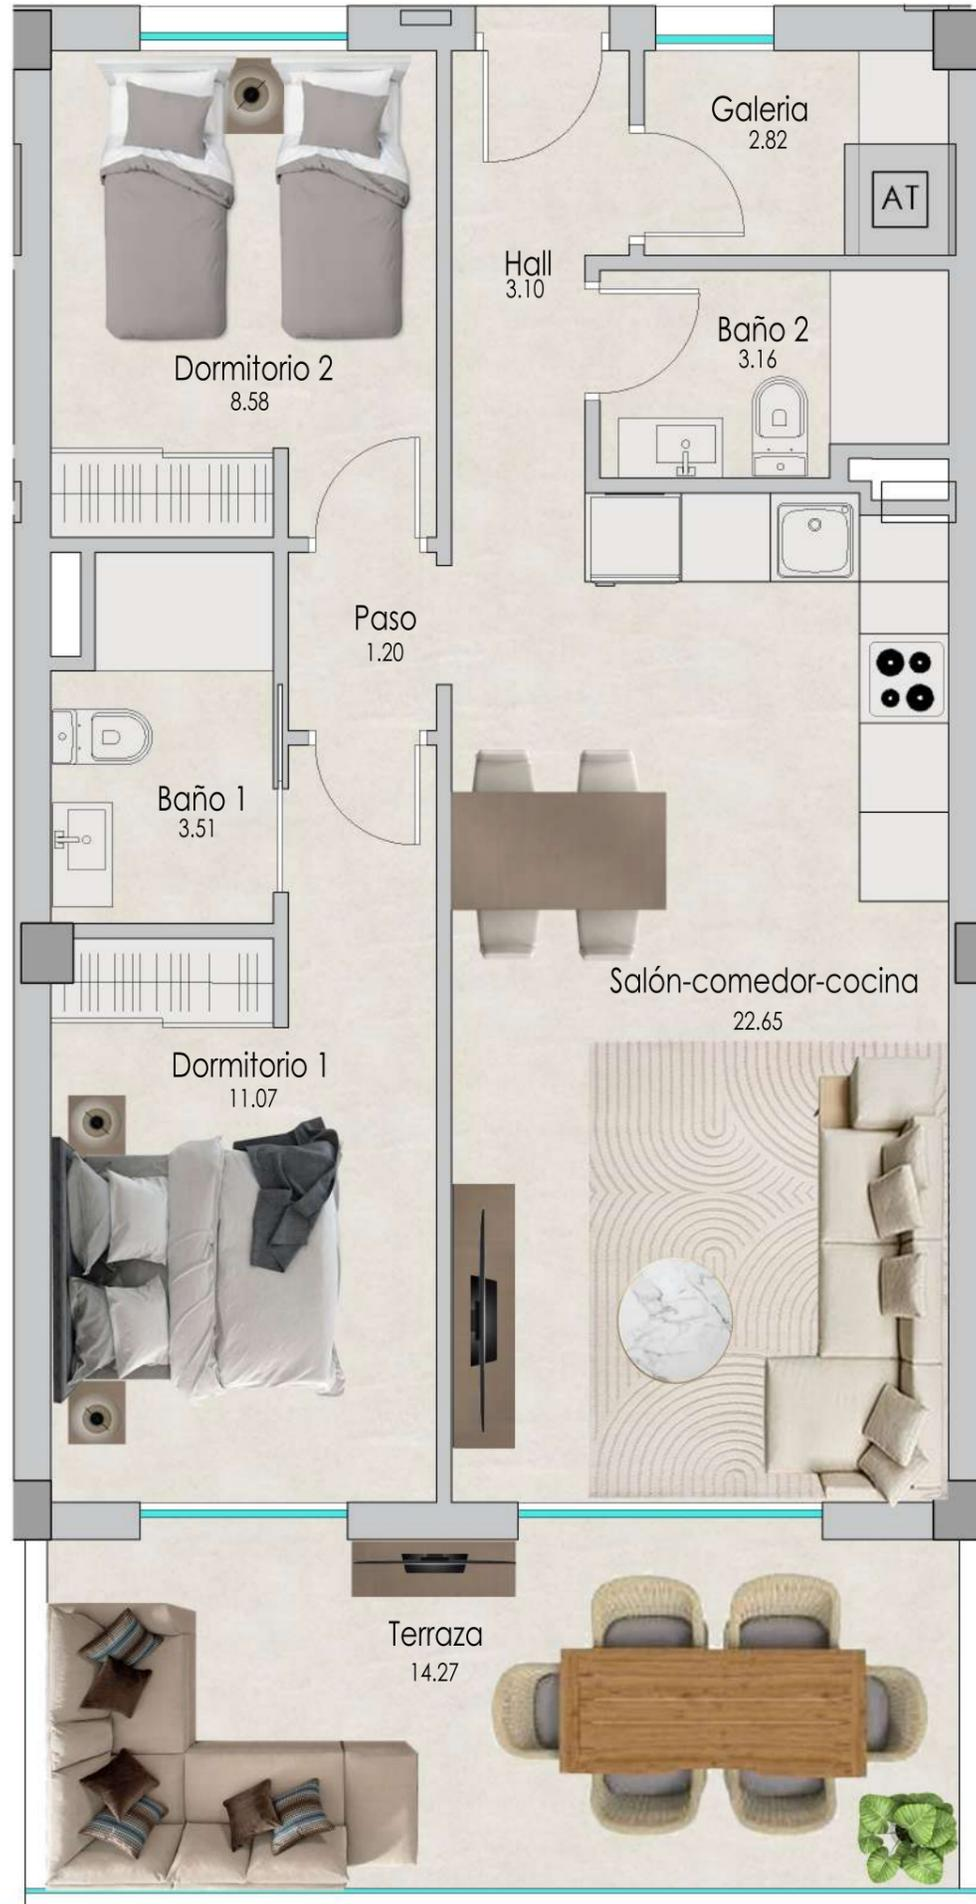 Galeria
2.82
AT
Hall
3.10
Baño 2
3.16
Dormitorio 2
8.58
Paso
1.20
Baño 1
3.51
Salón-comedor-cocina
22.65
Dormitorio 1
11.07
Terraza
14.27